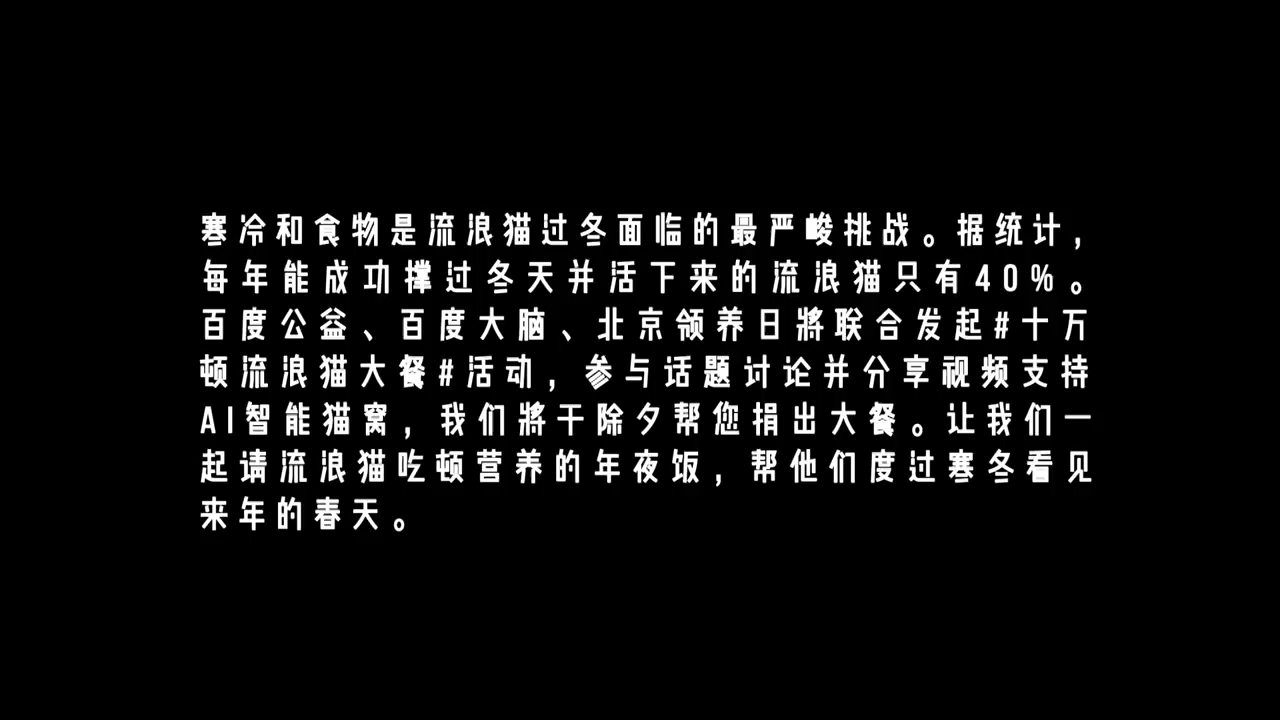 寒冷和食物是流浪猫过冬面临的最严峻挑战。据统计，
每年能成功撑过冬天并活下来的流浪猫只有40%。
百度公益、百度大脑、北京领养日将联合发起#十万
顿流浪猫大餐#活动，参与话题讨论并分享视频支持
AI智能猫窝，我们将于除夕帮您捐出大餐。让我们一
起请流浪猫吃顿营养的年夜饭，帮他们度过寒冬看见
来年的春天。